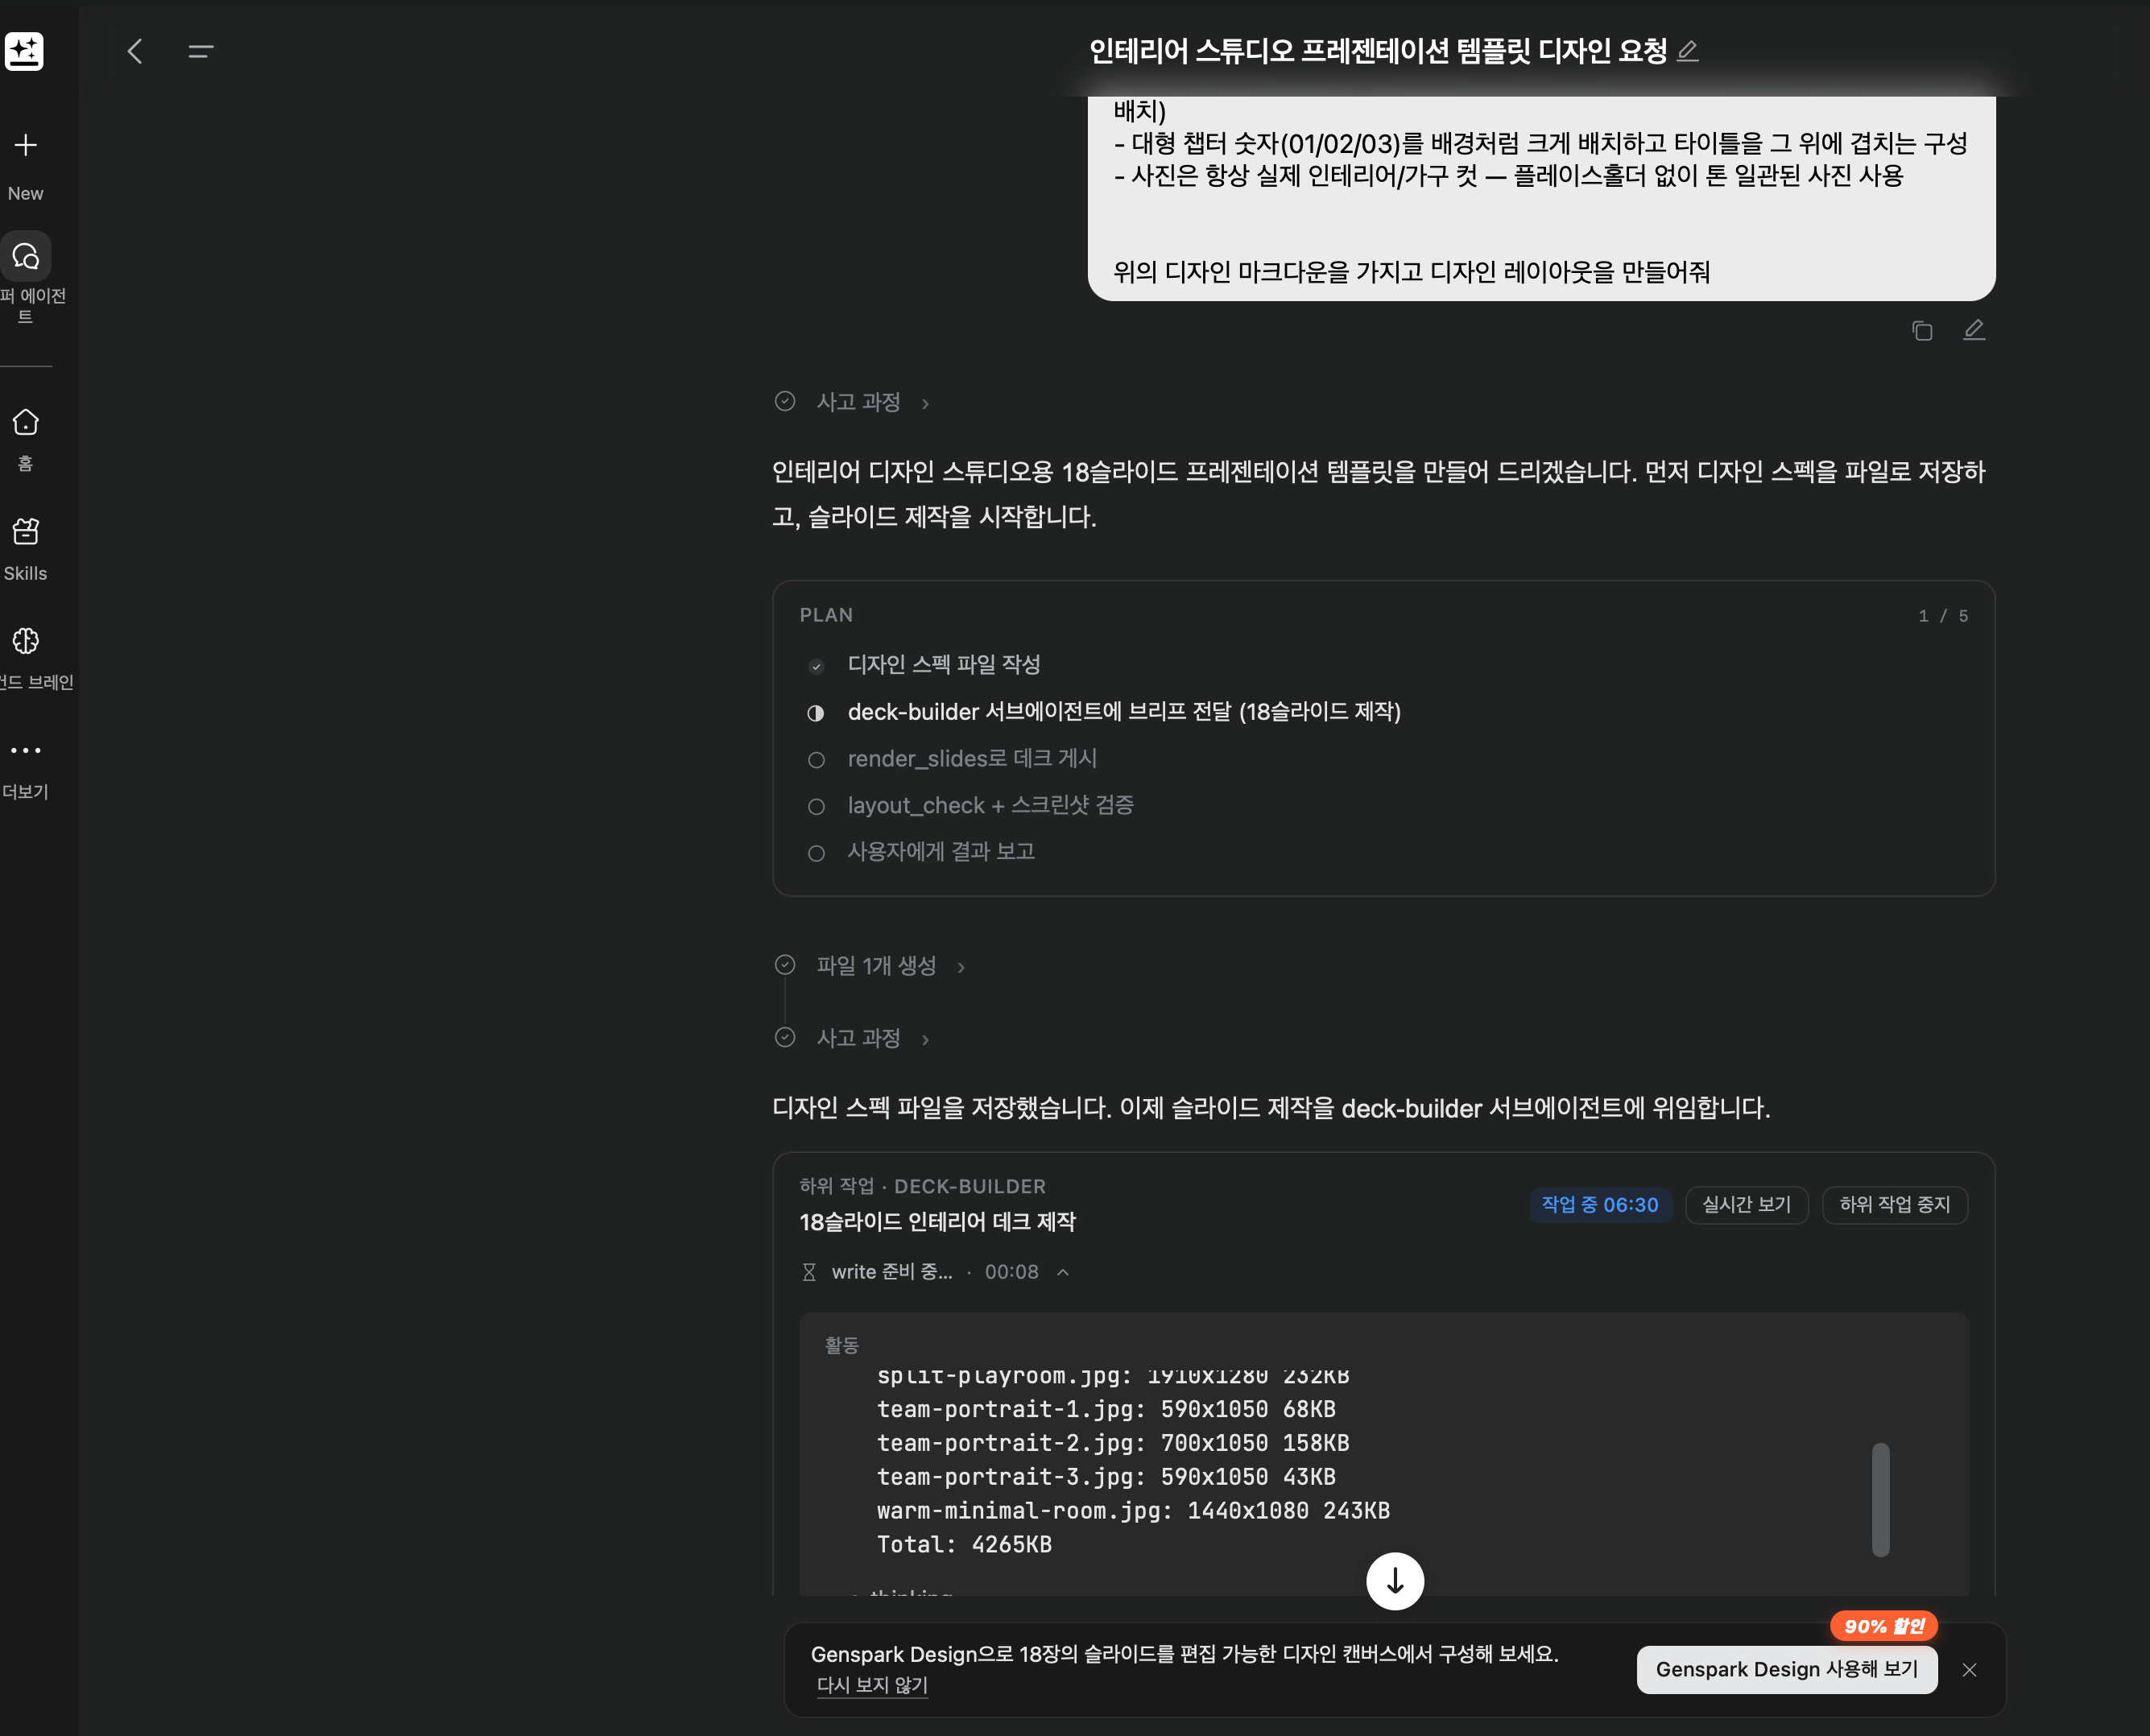 인테리어 스튜디오 프레젠테이션 템플릿 디자인 요청
New
퍼 에이전
트
홈
Skills
컨드 브레인
더보기
배치)
- 대형 챕터 숫자(01/02/03)를 배경처럼 크게 배치하고 타이틀을 그 위에 겹치는 구성
- 사진은 항상 실제 인테리어/가구 컷 — 플레이스홀더 없이 톤 일관된 사진 사용
위의 디자인 마크다운을 가지고 디자인 레이아웃을 만들어줘
사고 과정
인테리어 디자인 스튜디오용 18슬라이드 프레젠테이션 템플릿을 만들어 드리겠습니다. 먼저 디자인 스펙을 파일로 저장하
고, 슬라이드 제작을 시작합니다.
PLAN
1 / 5
디자인 스펙 파일 작성
deck-builder 서브에이전트에 브리프 전달 (18슬라이드 제작)
render_slides로 데크 게시
layout_check + 스크린샷 검증
사용자에게 결과 보고
파일 1개 생성
사고 과정
디자인 스펙 파일을 저장했습니다. 이제 슬라이드 제작을 deck-builder 서브에이전트에 위임합니다.
하위 작업 · DECK-BUILDER
18슬라이드 인테리어 데크 제작
작업 중 06:30
실시간 보기
하위 작업 중지
write 준비 중... · 00:08
활동
split-playroom.jpg: 1910x1280 232KB
team-portrait-1.jpg: 590x1050 68KB
team-portrait-2.jpg: 700x1050 158KB
team-portrait-3.jpg: 590x1050 43KB
warm-minimal-room.jpg: 1440x1080 243KB
Total: 4265KB
thinking
90% 할인
Genspark Design으로 18장의 슬라이드를 편집 가능한 디자인 캔버스에서 구성해 보세요.
다시 보지 않기
Genspark Design 사용해 보기